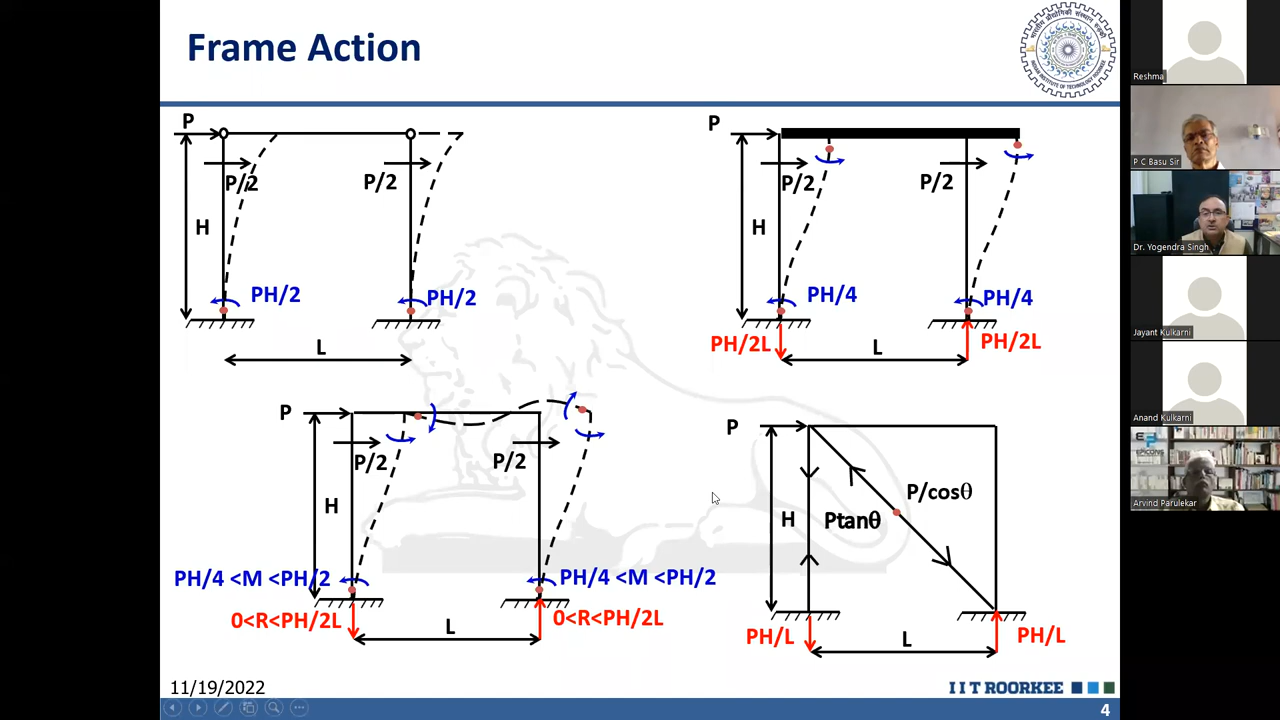 Frame Action
P
P/2
P/2
H
PH/2
PH/2
L
P
P/2
P/2
H
PH/4
PH/4
PH/2L
PH/2L
L
P
P/2
P/2
H
PH/4 <M <PH/2
PH/4 <M <PH/2
0<R<PH/2L
0<R<PH/2L
L
P
P/cosθ
H
Ptanθ
PH/L
PH/L
L
11/19/2022
I I T ROORKEE
4
Reshma
P C Basu Sir
Dr. Yogendra Singh
Jayant Kulkarni
Anand Kulkarni
Arvind Parulekar